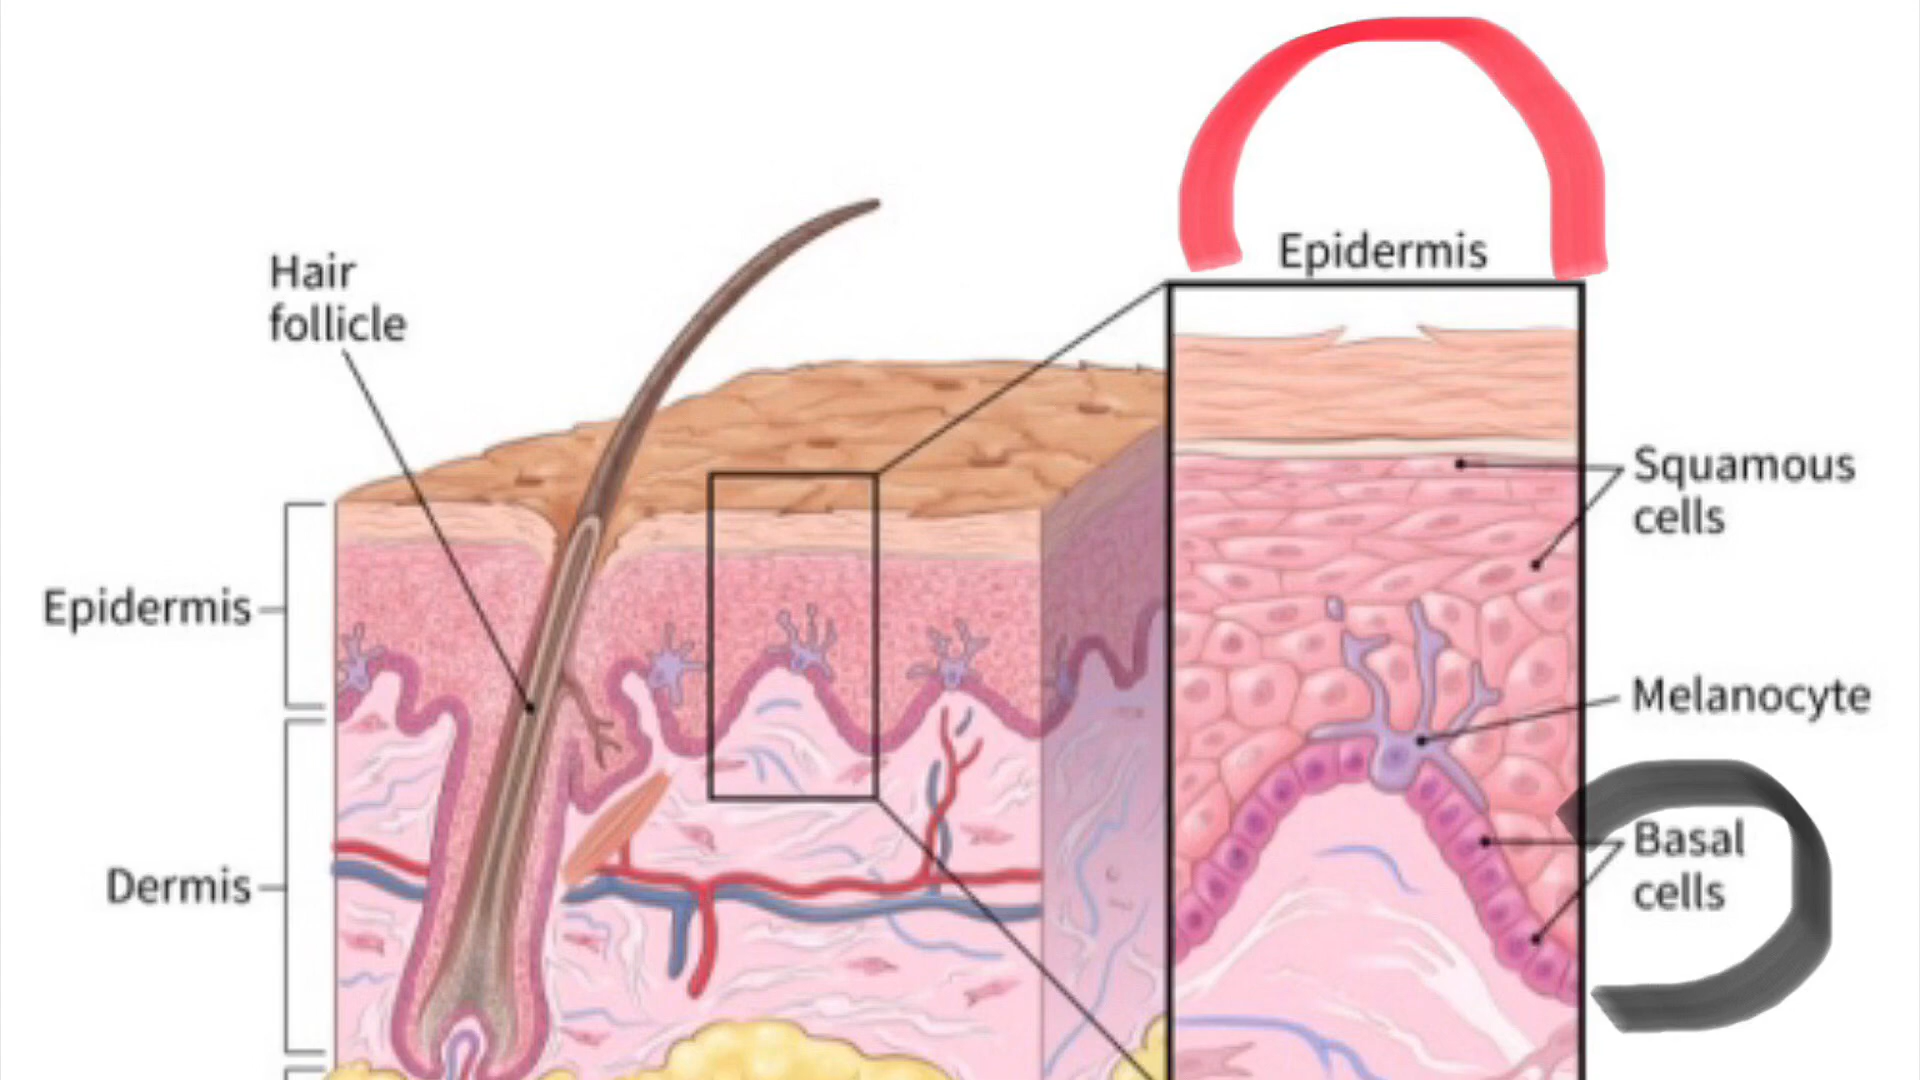 Epidermis
Hair
follicle
Squamous
cells
Epidermis
Melanocyte
Basal
cells
Dermis